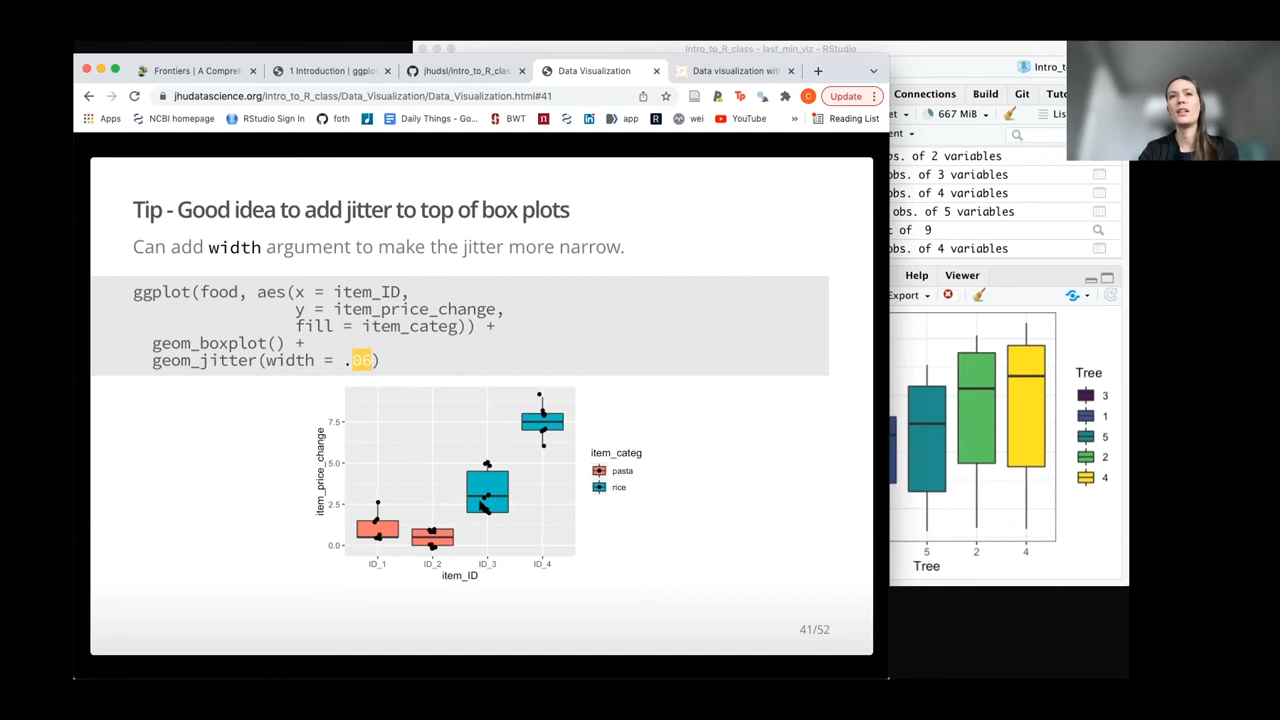 Intro_to_R_class - last_min_viz - RStudio
Frontiers | A Compreh
1 Introduction | ggplot
jhudsl/intro_to_R_class
Data Visualization
Data visualization with
jhudatascience.org/intro_to_R_class/Data_Visualization/Data_Visualization.html#41
Update
Apps
NCBI homepage
RStudio Sign In
foth
Daily Things - Go...
BWT
app
wei
YouTube
»
Reading List
Tip - Good idea to add jitter to top of box plots
Can add width argument to make the jitter more narrow.
ggplot(food, aes(x = item_ID,
y = item_price_change,
fill = item_categ)) +
geom_boxplot() +
geom_jitter(width = .06)
item_price_change
7.5
5.0
2.5
0.0
ID_1 ID_2 ID_3 ID_4
item_ID
item_categ
pasta
rice
41/52
Intro_to
Connections Build Git Tut
667 MiB
Lis
ent
obs. of 2 variables
obs. of 3 variables
obs. of 4 variables
obs. of 5 variables
c of 9
obs. of 4 variables
Help Viewer
Export
5 2 4
Tree
Tree
3
1
5
2
4